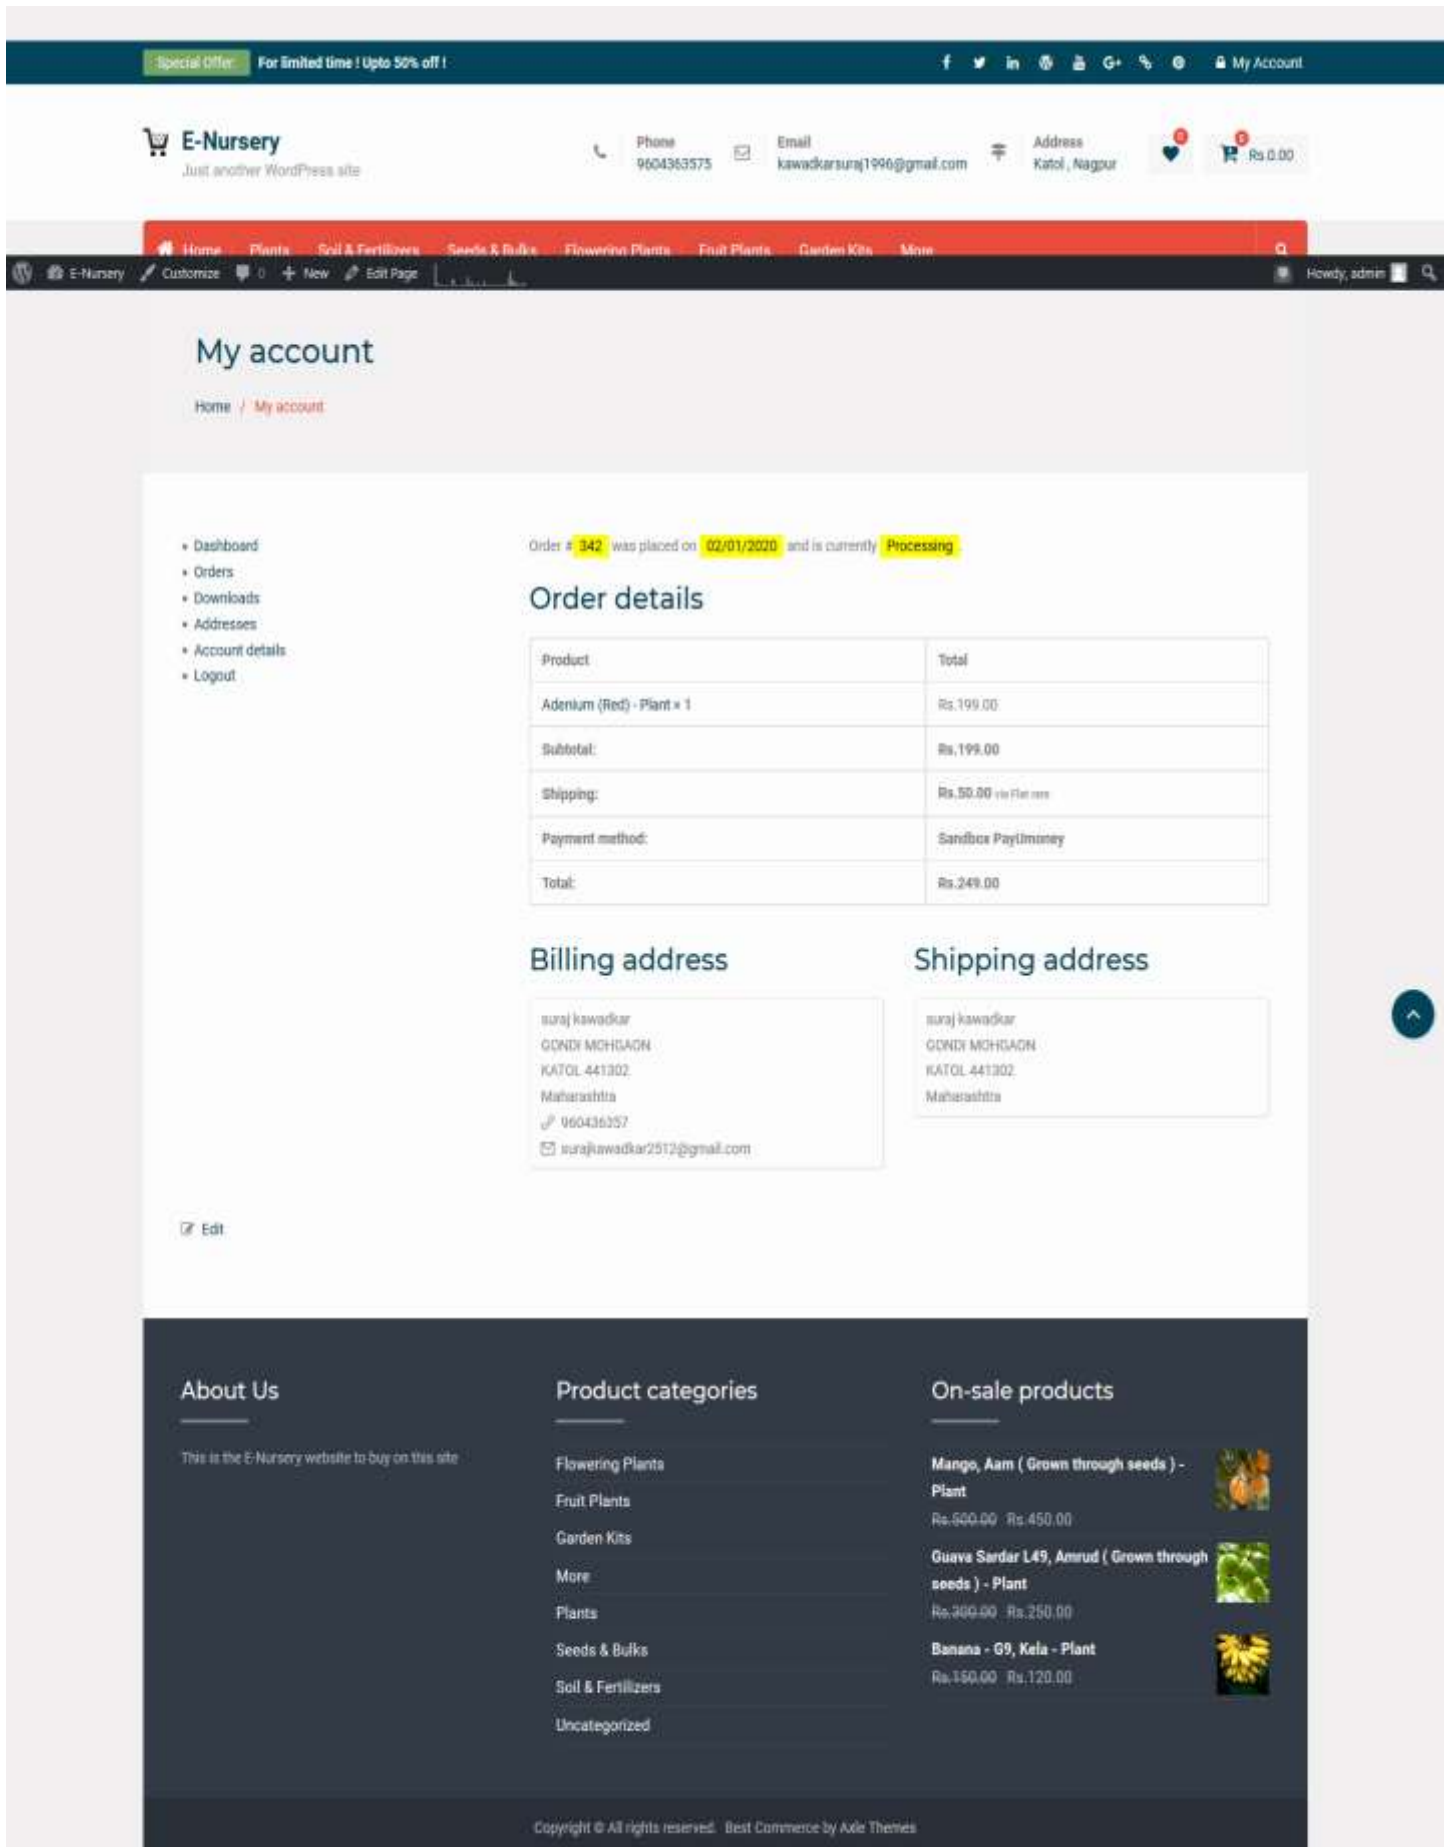 Special Offer: For limited time ! Upto 50% off !
My Account
E-Nursery
Just another WordPress site
Phone
9604363575
Email
kawadkarsuraj1996@gmail.com
Address
Katol , Nagpur
0
0
Rs 0.00
Home Plants Soil & Fertilizers Seeds & Bulks Flowering Plants Fruit Plants Garden Kits More
E-Nursery Customize 0 New Edit Page Howdy, admin
My account
Home / My account
Dashboard
Orders
Downloads
Addresses
Account details
Logout
Order # 342 was placed on 02/01/2020 and is currently Processing .
Order details
Product Total
Adenium (Red) - Plant × 1 Rs.199.00
Subtotal: Rs.199.00
Shipping: Rs.50.00 via Flat rate
Payment method: Sandbox PayUmoney
Total: Rs.249.00
Billing address
suraj kawadkar
GONDI MOHGAON
KATOL 441302
Maharashtra
960436357
surajkawadkar2512@gmail.com
Shipping address
suraj kawadkar
GONDI MOHGAON
KATOL 441302
Maharashtra
Edit
About Us
This is the E-Nursery website to buy on this site
Product categories
Flowering Plants
Fruit Plants
Garden Kits
More
Plants
Seeds & Bulks
Soil & Fertilizers
Uncategorized
On-sale products
Mango, Aam ( Grown through seeds ) -
Plant
Rs.500.00 Rs.450.00
Guava Sardar L49, Amrud ( Grown through
seeds ) - Plant
Rs.300.00 Rs.250.00
Banana - G9, Kela - Plant
Rs.150.00 Rs.120.00
Copyright © All rights reserved. Best Commerce by Axle Themes